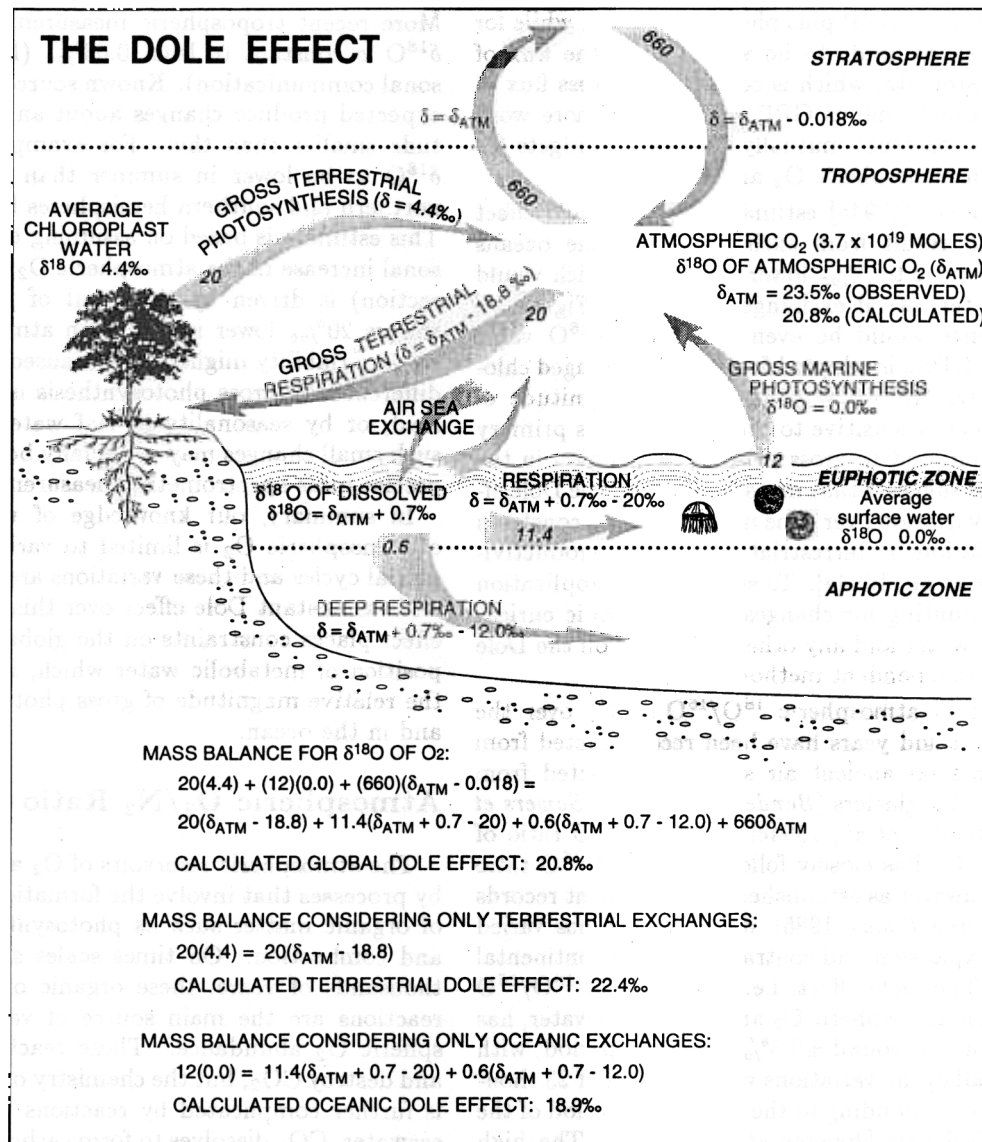 THE DOLE EFFECT
660
STRATOSPHERE
δ = δATM
δ = δATM - 0.018‰
TROPOSPHERE
660
GROSS TERRESTRIAL
PHOTOSYNTHESIS (δ = 4.4‰)
20
AVERAGE
CHLOROPLAST
WATER
δ¹⁸O 4.4‰
ATMOSPHERIC O₂ (3.7 x 10¹⁹ MOLES)
δ¹⁸O OF ATMOSPHERIC O₂ (δATM)
δATM = 23.5‰ (OBSERVED)
20.8‰ (CALCULATED)
20
GROSS TERRESTRIAL
RESPIRATION (δ = δATM - 18.8 ‰)
GROSS MARINE
PHOTOSYNTHESIS
δ¹⁸O = 0.0‰
12
AIR SEA
EXCHANGE
δ¹⁸O OF DISSOLVED
δ¹⁸O = δATM + 0.7‰
RESPIRATION
δ = δATM + 0.7‰ - 20‰
11.4
EUPHOTIC ZONE
Average
surface water
δ¹⁸O 0.0‰
0.6
APHOTIC ZONE
DEEP RESPIRATION
δ = δATM + 0.7‰ - 12.0‰
MASS BALANCE FOR δ¹⁸O OF O₂:
20(4.4) + (12)(0.0) + (660)(δATM - 0.018) =
20(δATM - 18.8) + 11.4(δATM + 0.7 - 20) + 0.6(δATM + 0.7 - 12.0) + 660δATM
CALCULATED GLOBAL DOLE EFFECT: 20.8‰
MASS BALANCE CONSIDERING ONLY TERRESTRIAL EXCHANGES:
20(4.4) = 20(δATM - 18.8)
CALCULATED TERRESTRIAL DOLE EFFECT: 22.4‰
MASS BALANCE CONSIDERING ONLY OCEANIC EXCHANGES:
12(0.0) = 11.4(δATM + 0.7 - 20) + 0.6(δATM + 0.7 - 12.0)
CALCULATED OCEANIC DOLE EFFECT: 18.9‰